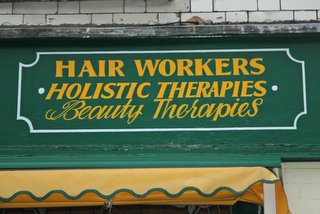 HAIR WORKERS
• HOLISTIC THERAPIES •
Beauty Therapies